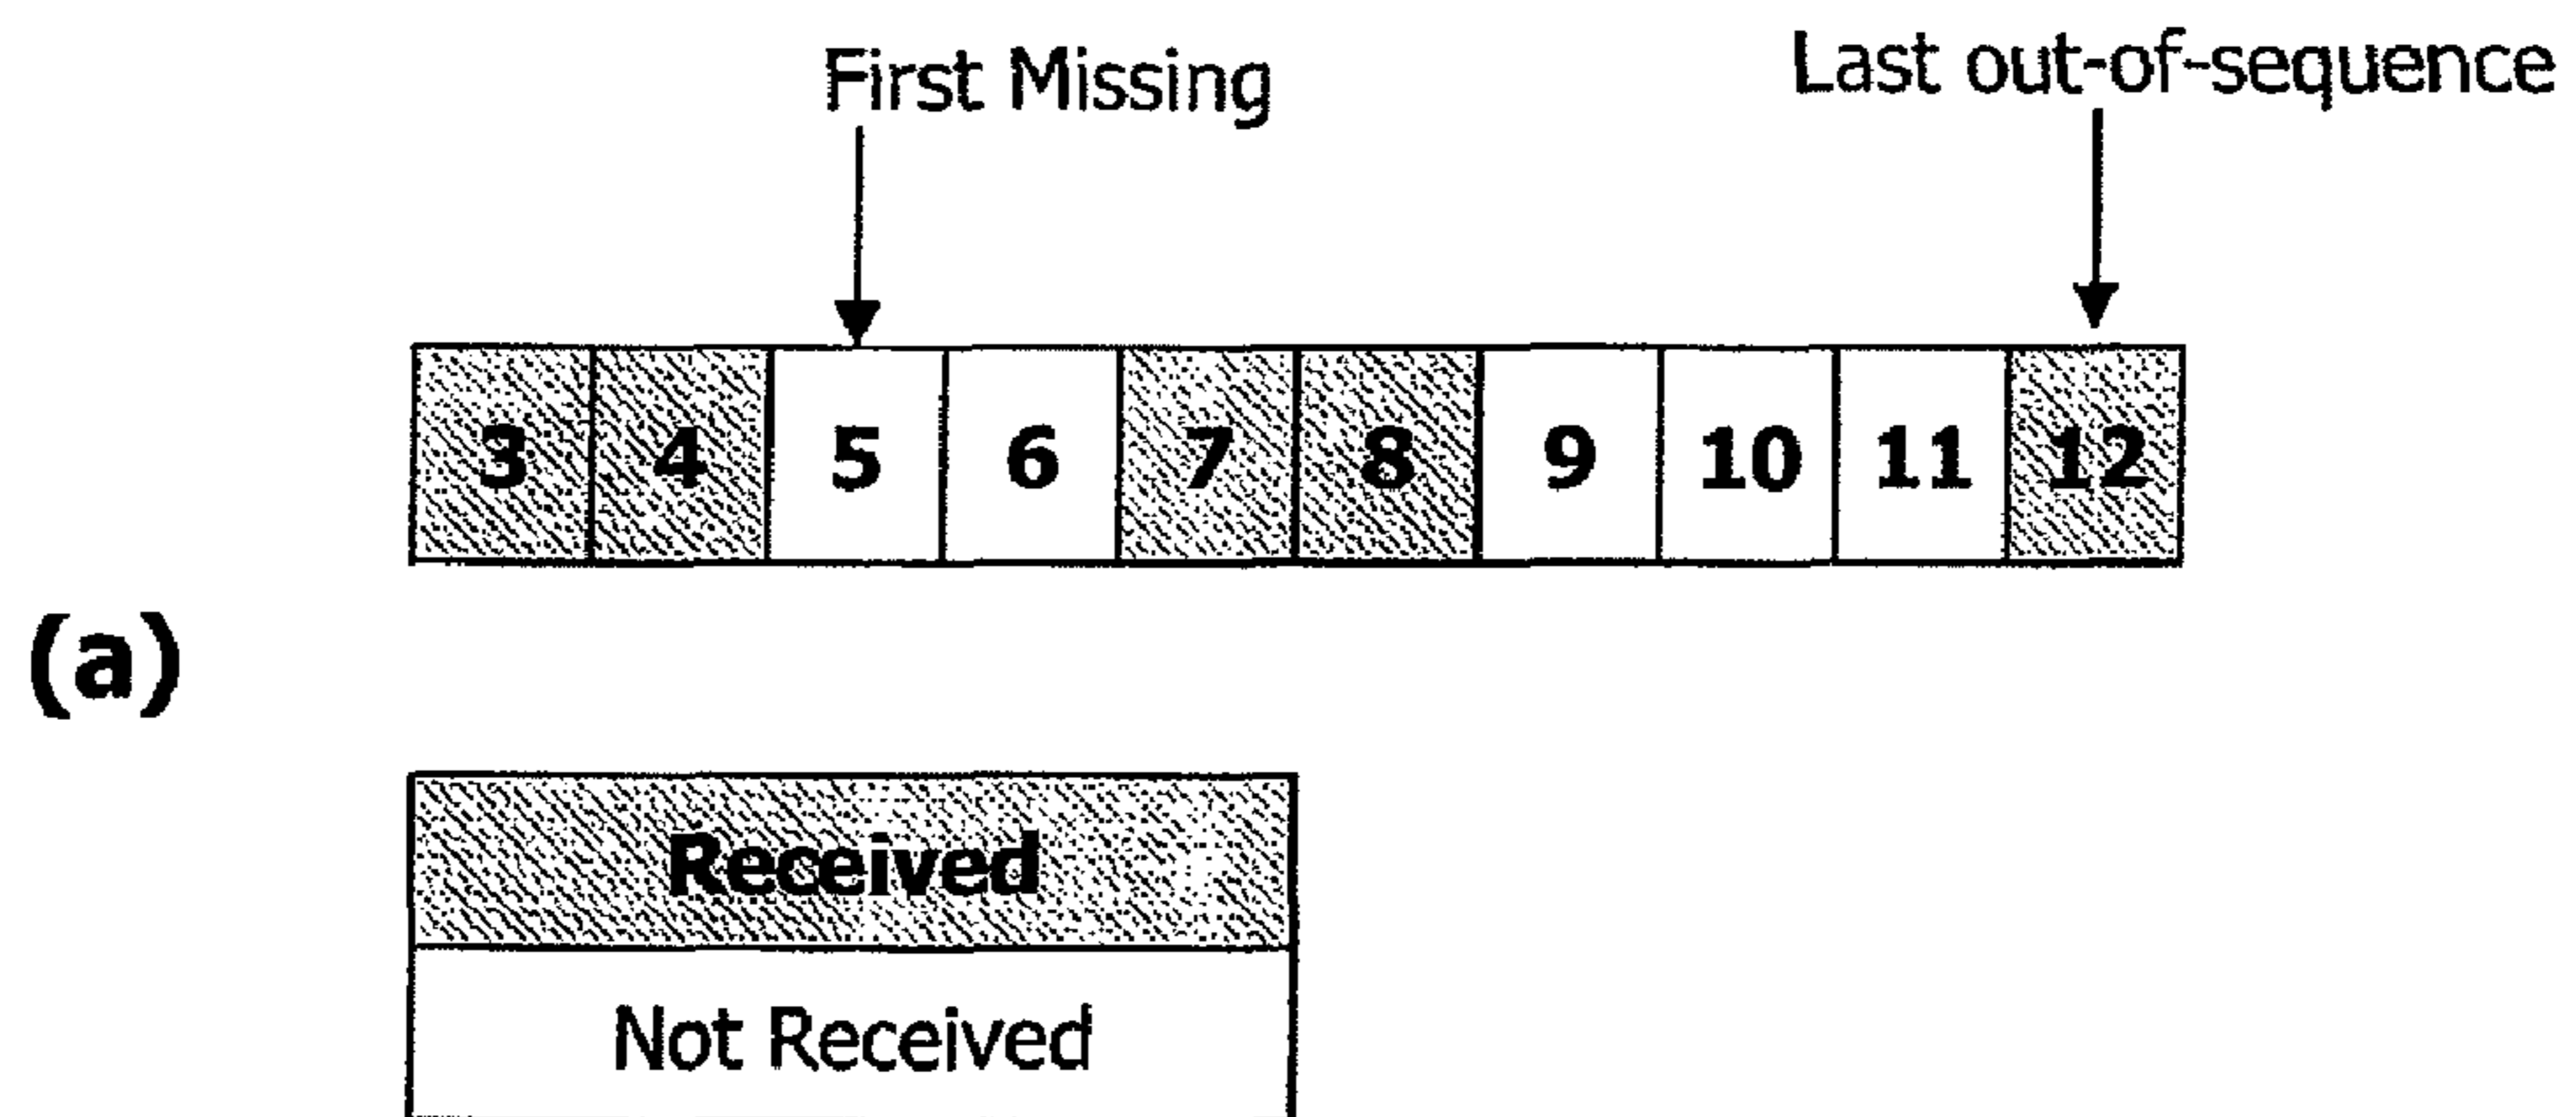 First Missing
Last out-of-sequence
3 4 5 6 7 8 9 10 11 12
(a)
Received
Not Received